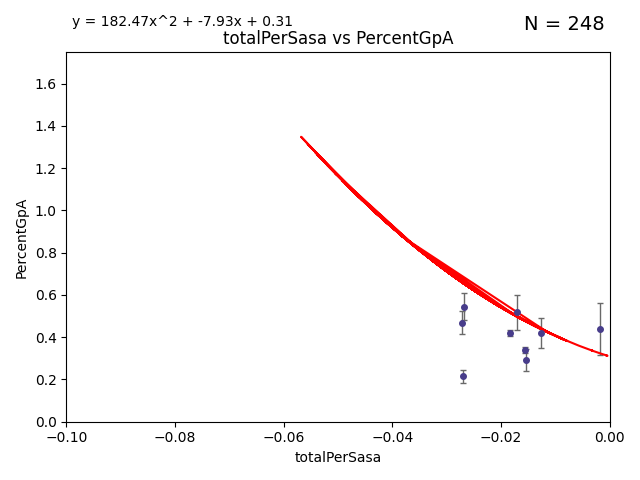 y = 182.47x^2 + -7.93x + 0.31
N = 248
totalPerSasa vs PercentGpA
1.6
1.4
1.2
1.0
0.8
0.6
0.4
0.2
0.0
PercentGpA
−0.10 −0.08 −0.06 −0.04 −0.02 0.00
totalPerSasa